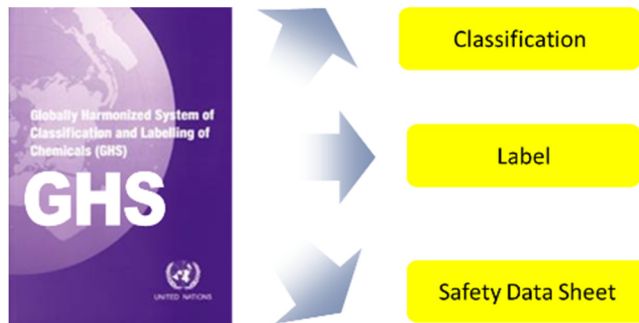 Globally Harmonized System of
Classification and Labelling of
Chemicals (GHS)
GHS
UNITED NATIONS
Classification
Label
Safety Data Sheet